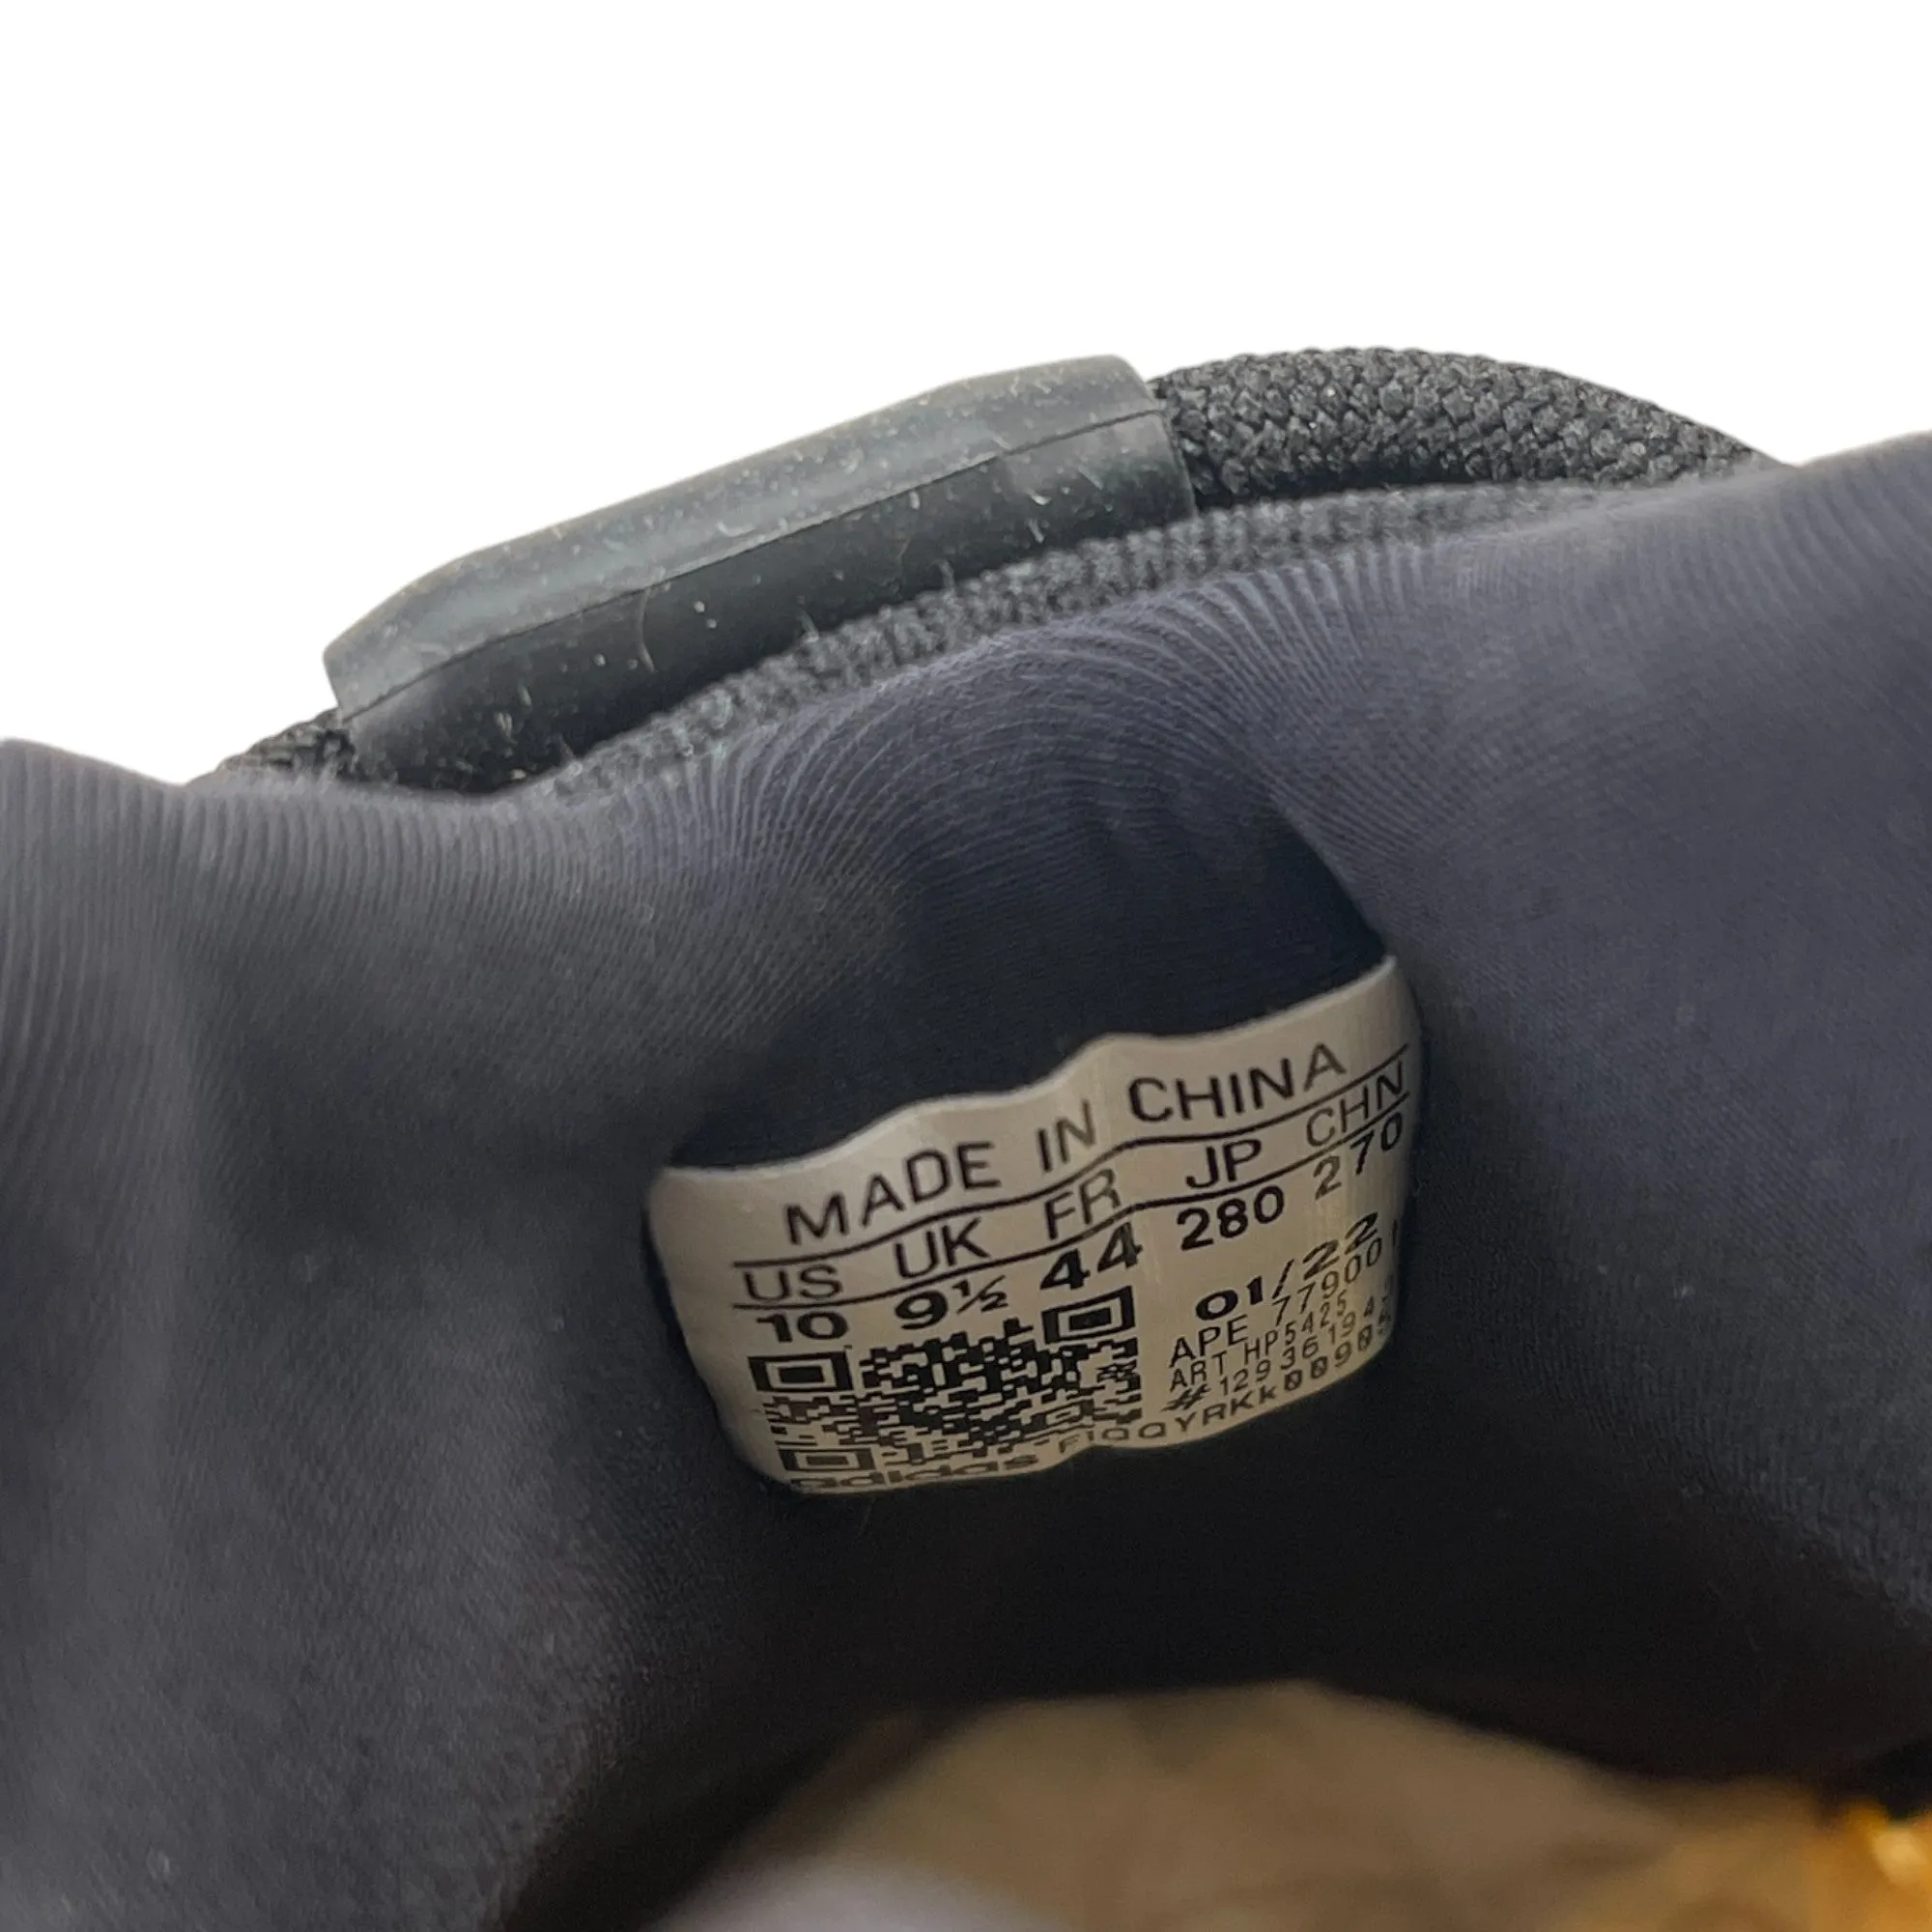 MADE IN CHINA
US UK FR JP CHN
10 9½ 44 280 270
01/22
APE 779001
ART HP5425
adidas